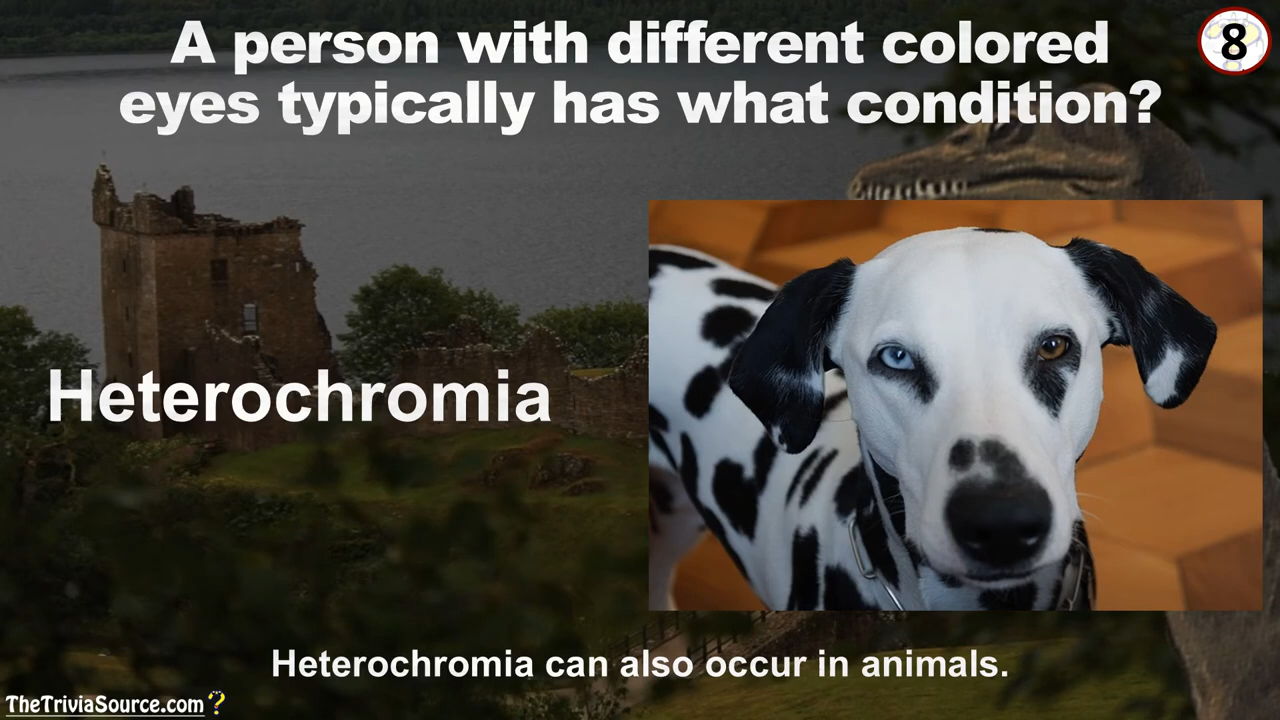 A person with different colored
eyes typically has what condition?
8
Heterochromia
Heterochromia can also occur in animals.
TheTriviaSource.com?